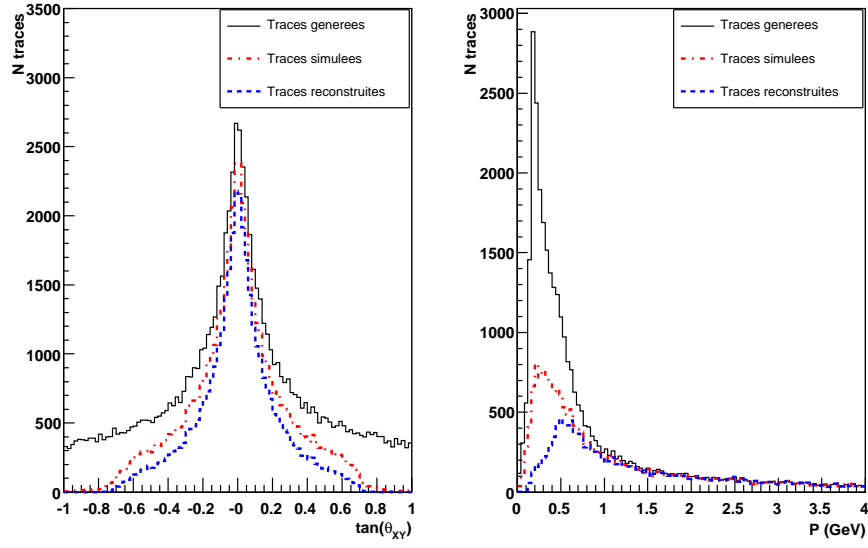 N traces
3500
3000
2500
2000
1500
1000
500
0
-1 -0.8 -0.6 -0.4 -0.2 -0 0.2 0.4 0.6 0.8 1
tan(θXY)
Traces generees
Traces simulees
Traces reconstruites
N traces
3000
2500
2000
1500
1000
500
0
0 0.5 1 1.5 2 2.5 3 3.5 4
P (GeV)
Traces generees
Traces simulees
Traces reconstruites